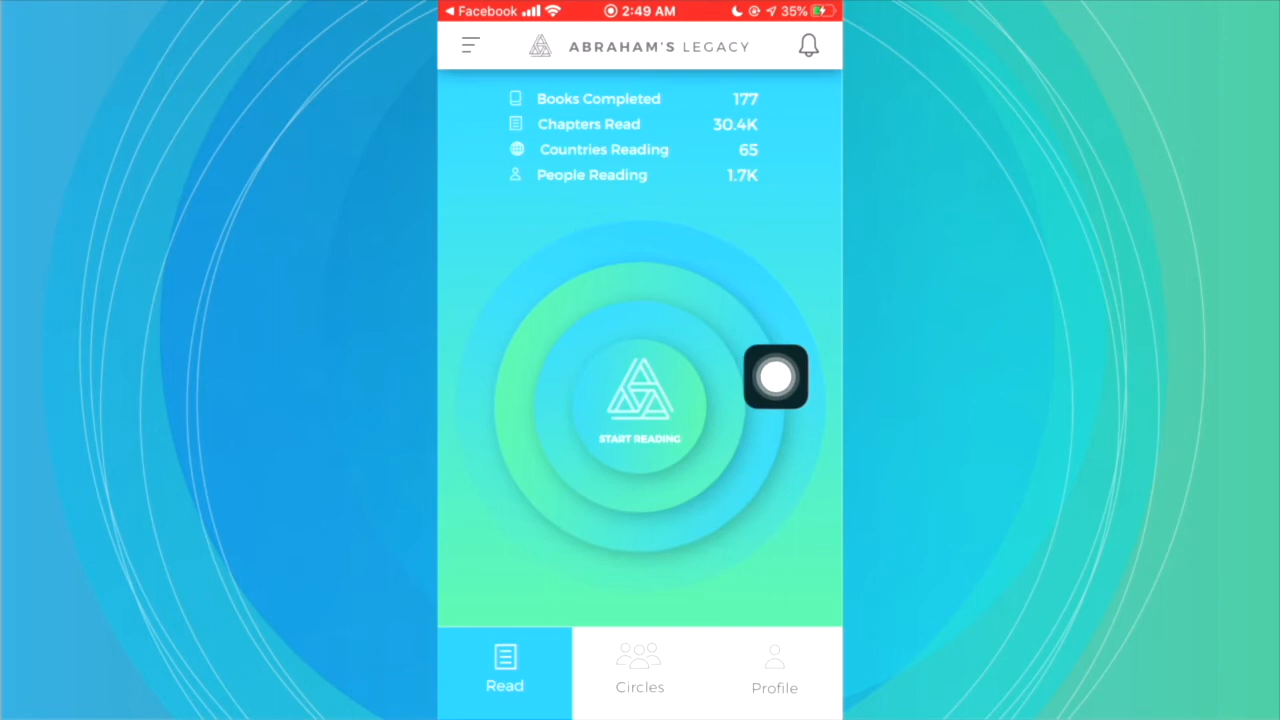 ◀ Facebook 2:49 AM 35%
ABRAHAM'S LEGACY
Books Completed 177
Chapters Read 30.4K
Countries Reading 65
People Reading 1.7K
START READING
Read Circles Profile